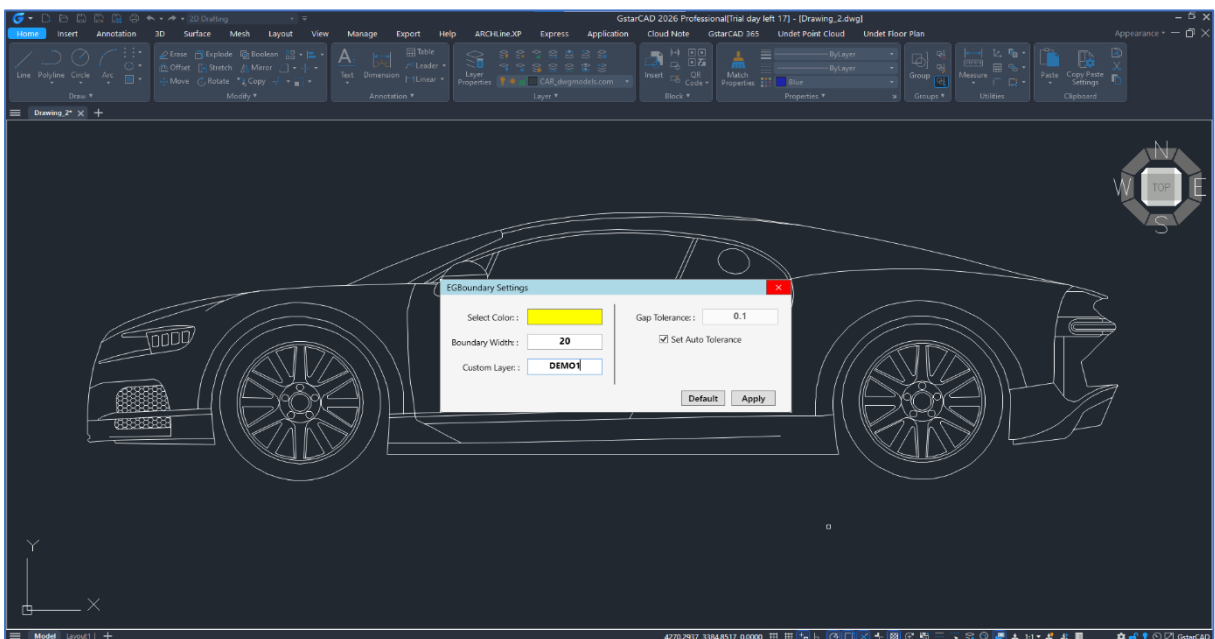 2D Drafting
GstarCAD 2026 Professional[Trial day left 17] - [Drawing_2.dwg]
Home Insert Annotation 3D Surface Mesh Layout View Manage Export Help ARCHLine.XP Express Application Cloud Note GstarCAD 365 Undet Point Cloud Undet Floor Plan Appearance
Line Polyline Circle Arc
Erase Explode Boolean
Offset Stretch Mirror
Move Rotate Copy
Text Dimension
Table
Leader
Linear
Layer Properties
CAR_dwgmodels.com
Insert
QR Code
Match Properties
ByLayer
ByLayer
Blue
Group
Measure
Paste
Copy Paste Settings
Draw Modify Annotation Layer Block Properties Groups Utilities Clipboard
Drawing_2*
N
W TOP E
S
EGBoundary Settings
Select Color: :
Gap Tolerance: : 0.1
Boundary Width: : 20
Set Auto Tolerance
Custom Layer: : DEMO1
Default Apply
Y
X
Model Layout1 4270.2937, 3384.8517, 0.0000 1:1 GstarCAD